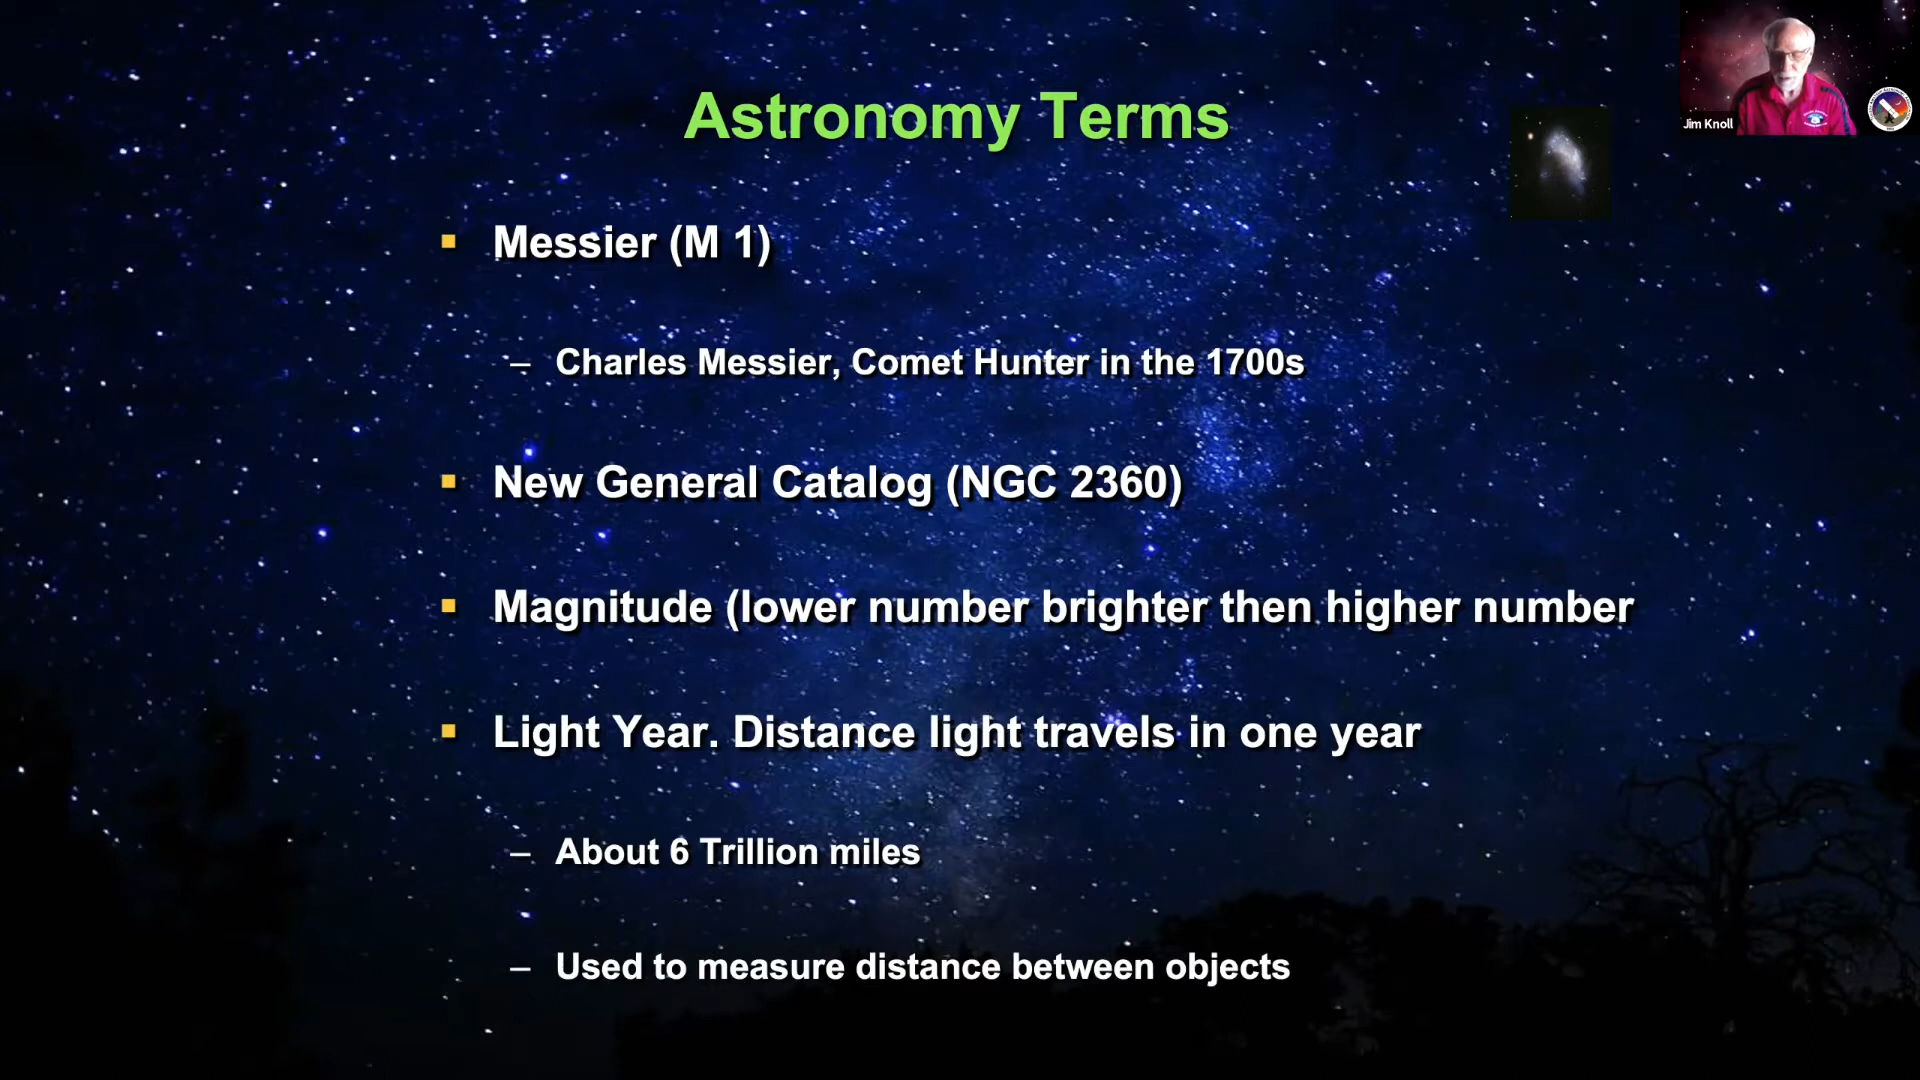 Astronomy Terms
Jim Knoll
▪ Messier (M 1)
– Charles Messier, Comet Hunter in the 1700s
▪ New General Catalog (NGC 2360)
▪ Magnitude (lower number brighter then higher number
▪ Light Year. Distance light travels in one year
– About 6 Trillion miles
– Used to measure distance between objects